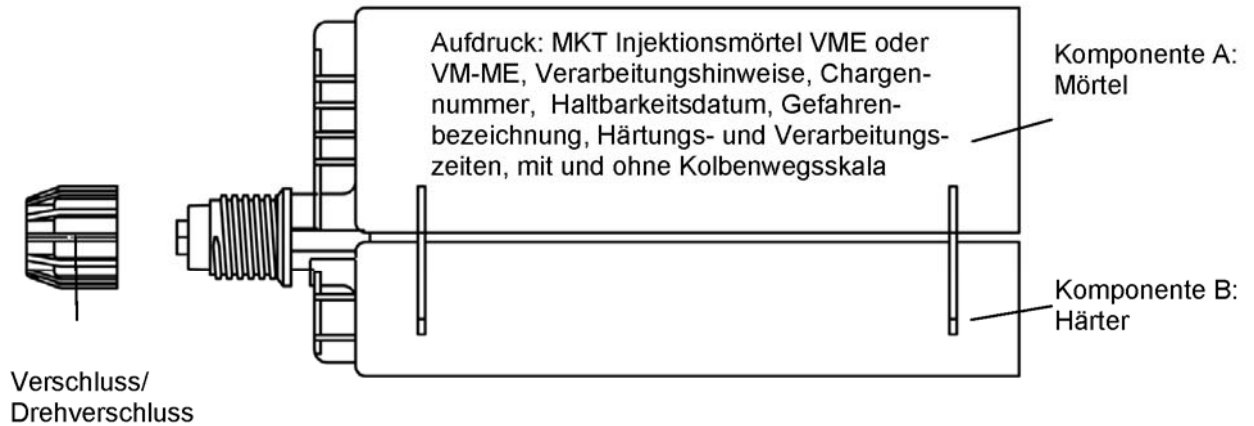 Aufdruck: MKT Injektionsmörtel VME oder
VM-ME, Verarbeitungshinweise, Chargen-
nummer, Haltbarkeitsdatum, Gefahren-
bezeichnung, Härtungs- und Verarbeitungs-
zeiten, mit und ohne Kolbenwegsskala
Komponente A:
Mörtel
Komponente B:
Härter
Verschluss/
Drehverschluss